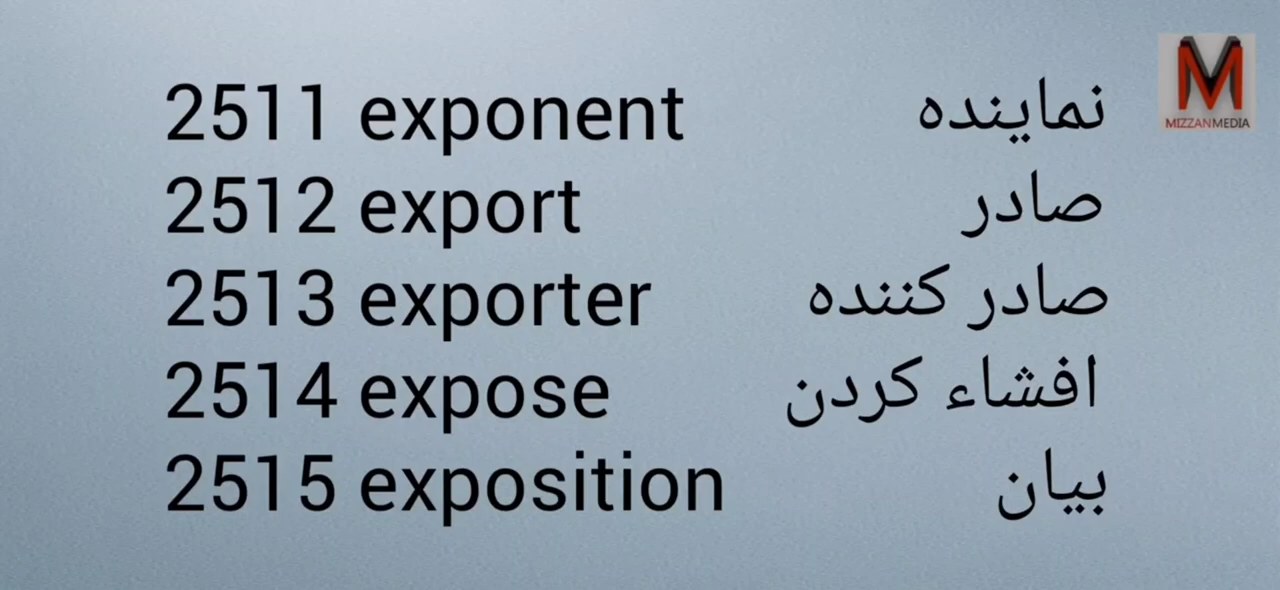 2511 exponent نماینده
2512 export صادر
2513 exporter صادر کننده
2514 expose افشاء کردن
2515 exposition بیان
MIZZANMEDIA